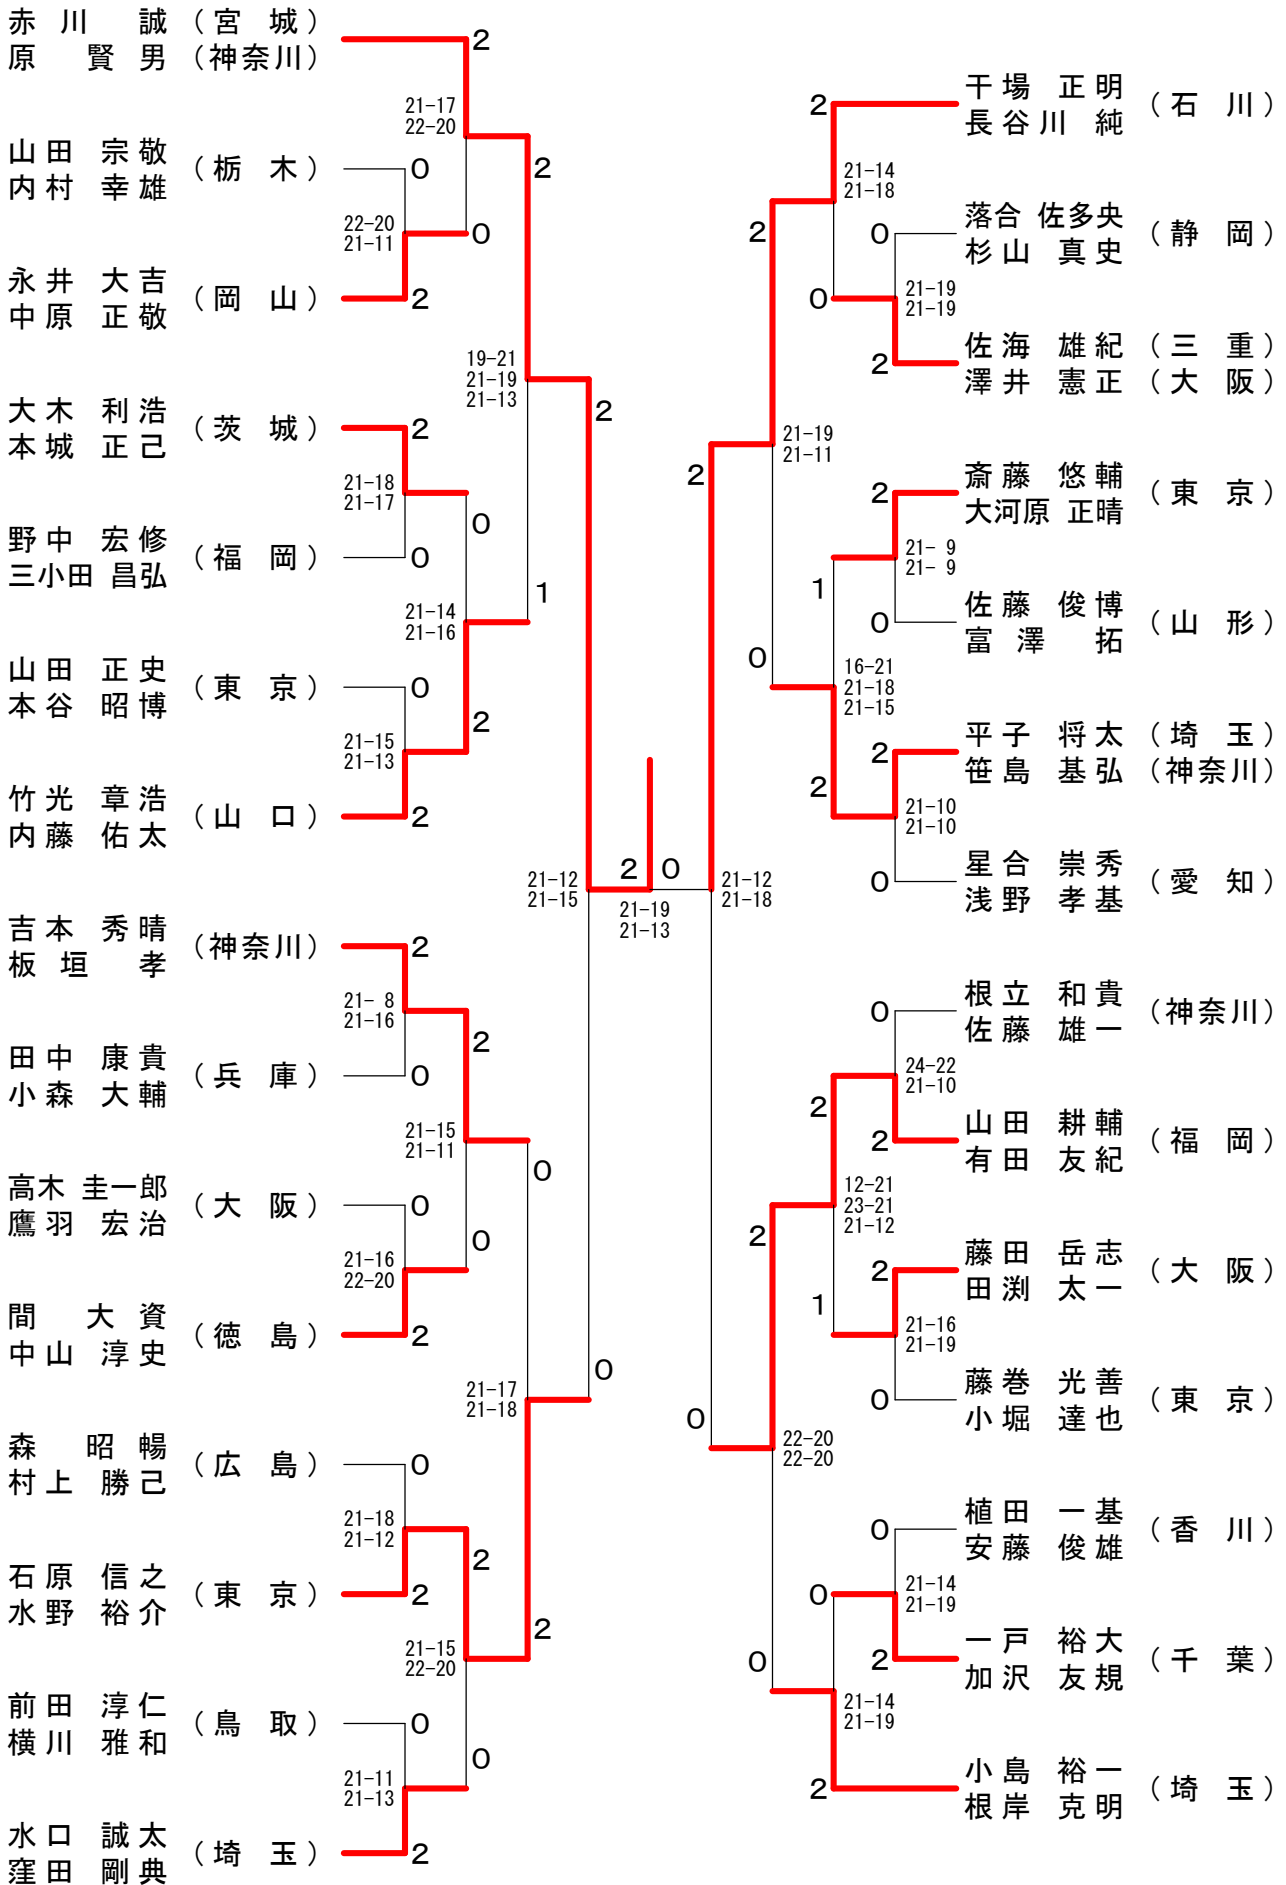 赤川 誠 （宮城）
原 賢男 （神奈川）
2
21-17
22-20
山田 宗敬
内村 幸雄
（栃木）
0
22-20
21-11
0
永井 大吉
中原 正敬
（岡山）
2
2
19-21
21-19
21-13
大木 利浩
本城 正己
（茨城）
2
21-18
21-17
0
野中 宏修
三小田 昌弘
（福岡）
0
21-14
21-16
1
山田 正史
本谷 昭博
（東京）
0
21-15
21-13
2
竹光 章浩
内藤 佑太
（山口）
2
2
21-12
21-15
吉本 秀晴
板垣 孝
（神奈川）
2
21- 8
21-16
2
田中 康貴
小森 大輔
（兵庫）
0
21-15
21-11
0
高木 圭一郎
鷹羽 宏治
（大阪）
0
21-16
22-20
0
間 大資
中山 淳史
（徳島）
2
21-17
21-18
0
森 昭暢
村上 勝己
（広島）
0
21-18
21-12
2
石原 信之
水野 裕介
（東京）
2
21-15
22-20
2
前田 淳仁
横川 雅和
（鳥取）
0
21-11
21-13
0
水口 誠太
窪田 剛典
（埼玉）
2
2
0
21-19
21-13
2
干場 正明
長谷川 純
（石川）
21-14
21-18
2
0
落合 佐多央
杉山 真史
（静岡）
21-19
21-19
0
2
佐海 雄紀 （三重）
澤井 憲正 （大阪）
21-19
21-11
2
2
斎藤 悠輔
大河原 正晴
（東京）
21- 9
21- 9
1
0
佐藤 俊博
富澤 拓
（山形）
0
16-21
21-18
21-15
2
平子 将太 （埼玉）
笹島 基弘 （神奈川）
2
21-10
21-10
0
星合 崇秀
浅野 孝基
（愛知）
21-12
21-18
0
根立 和貴
佐藤 雄一
（神奈川）
24-22
21-10
2
2
山田 耕輔
有田 友紀
（福岡）
12-21
23-21
21-12
2
2
藤田 岳志
田渕 太一
（大阪）
1
21-16
21-19
0
藤巻 光善
小堀 達也
（東京）
0
22-20
22-20
0
植田 一基
安藤 俊雄
（香川）
21-14
21-19
0
2
一戸 裕大
加沢 友規
（千葉）
0
21-14
21-19
2
小島 裕一
根岸 克明
（埼玉）